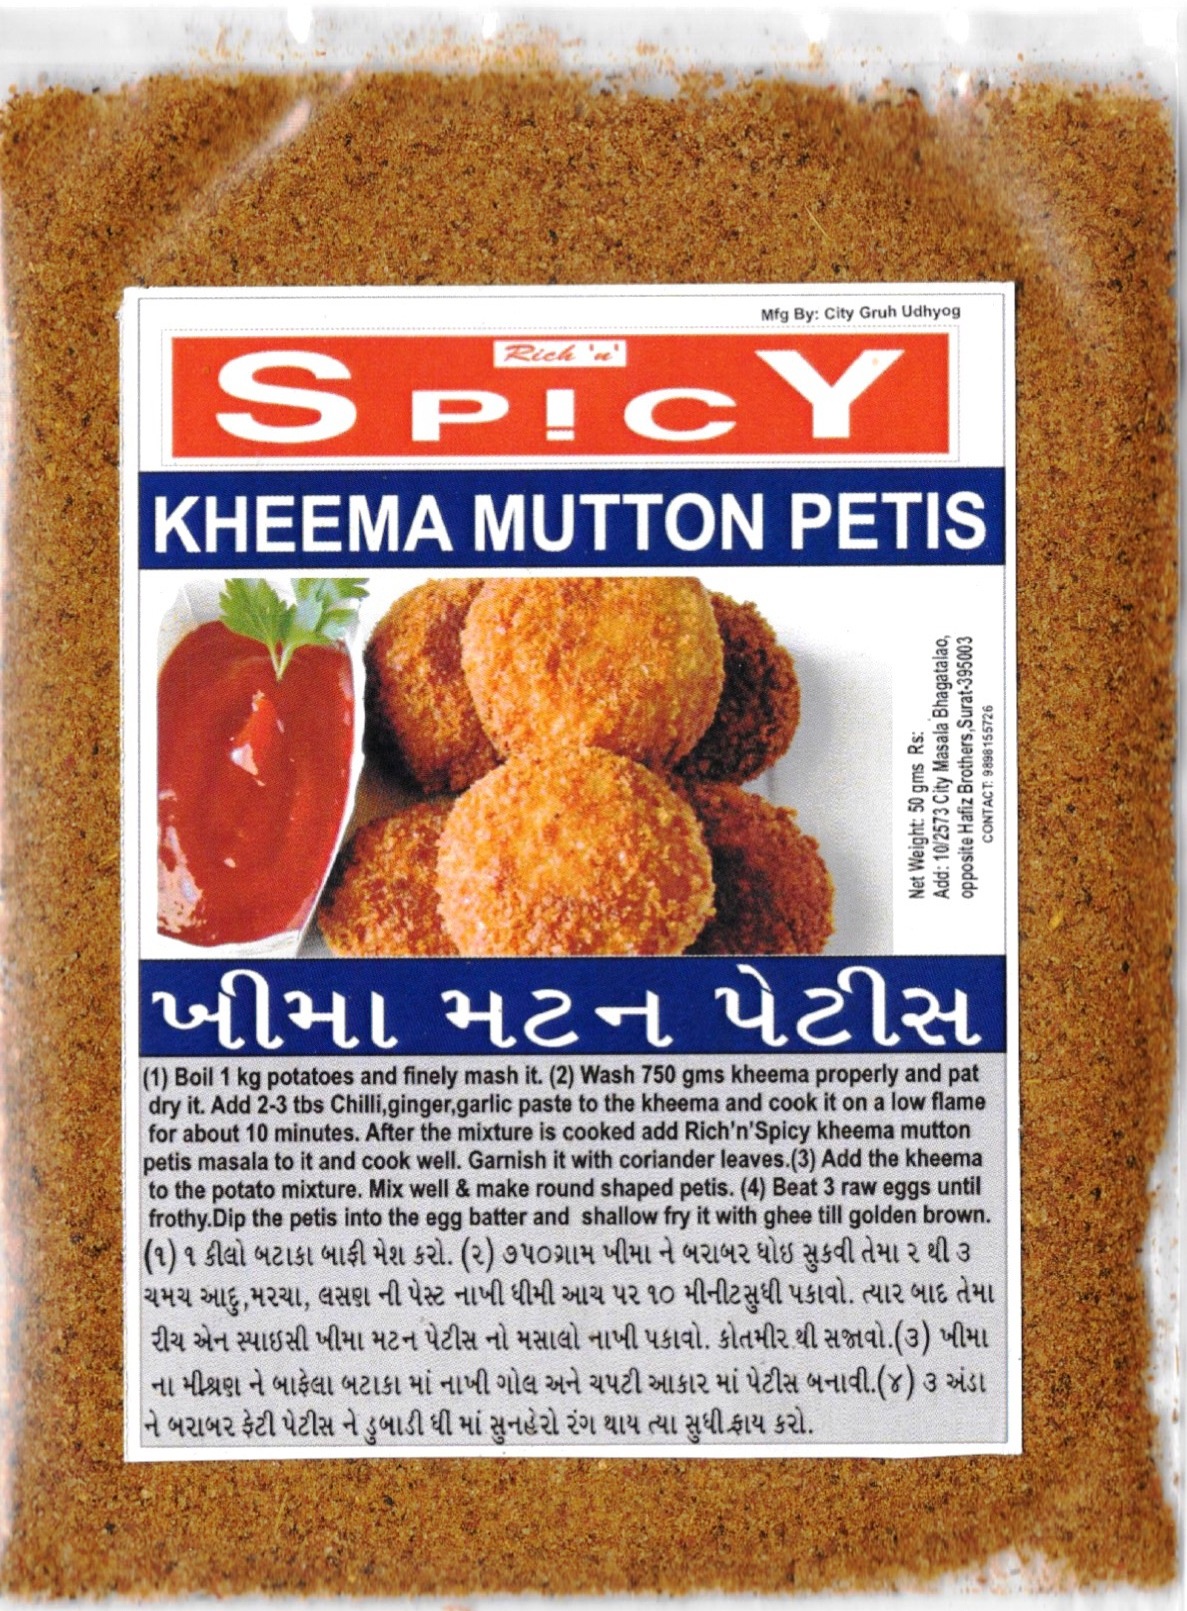 Mfg By: City Gruh Udhyog
Rich 'n'
SPiCY
KHEEMA MUTTON PETIS
Net Weight: 50 gms Rs:
Add: 10/2573 City Masala Bhagatalao,
opposite Hafiz Brothers,Surat-395003
CONTACT: 9898155726
ખીમા મટન પેટીસ
(1) Boil 1 kg potatoes and finely mash it. (2) Wash 750 gms kheema properly and pat
dry it. Add 2-3 tbs Chilli,ginger,garlic paste to the kheema and cook it on a low flame
for about 10 minutes. After the mixture is cooked add Rich'n'Spicy kheema mutton
petis masala to it and cook well. Garnish it with coriander leaves.(3) Add the kheema
to the potato mixture. Mix well & make round shaped petis. (4) Beat 3 raw eggs until
frothy.Dip the petis into the egg batter and shallow fry it with ghee till golden brown.
(૧) ૧ કીલો બટાકા બાફી મેશ કરો. (૨) ૭૫૦ગ્રામ ખીમા ને બરાબર ધોઇ સુકવી તેમા ૨ થી ૩
ચમચ આદુ,મરચા, લસણ ની પેસ્ટ નાખી ધીમી આચ પર ૧૦ મીનીટસુધી પકાવો. ત્યાર બાદ તેમા
રીચ એન સ્પાઇસી ખીમા મટન પેટીસ નો મસાલો નાખી પકાવો. કોતમીર થી સજાવો.(૩) ખીમા
ના મીશ્રણ ને બાફેલા બટાકા માં નાખી ગોલ અને ચપટી આકાર માં પેટીસ બનાવી.(૪) ૩ અંડા
ને બરાબર ફેટી પેટીસ ને ડુબાડી ઘી માં સુનહેરો રંગ થાય ત્યા સુધી ફ્રાય કરો.